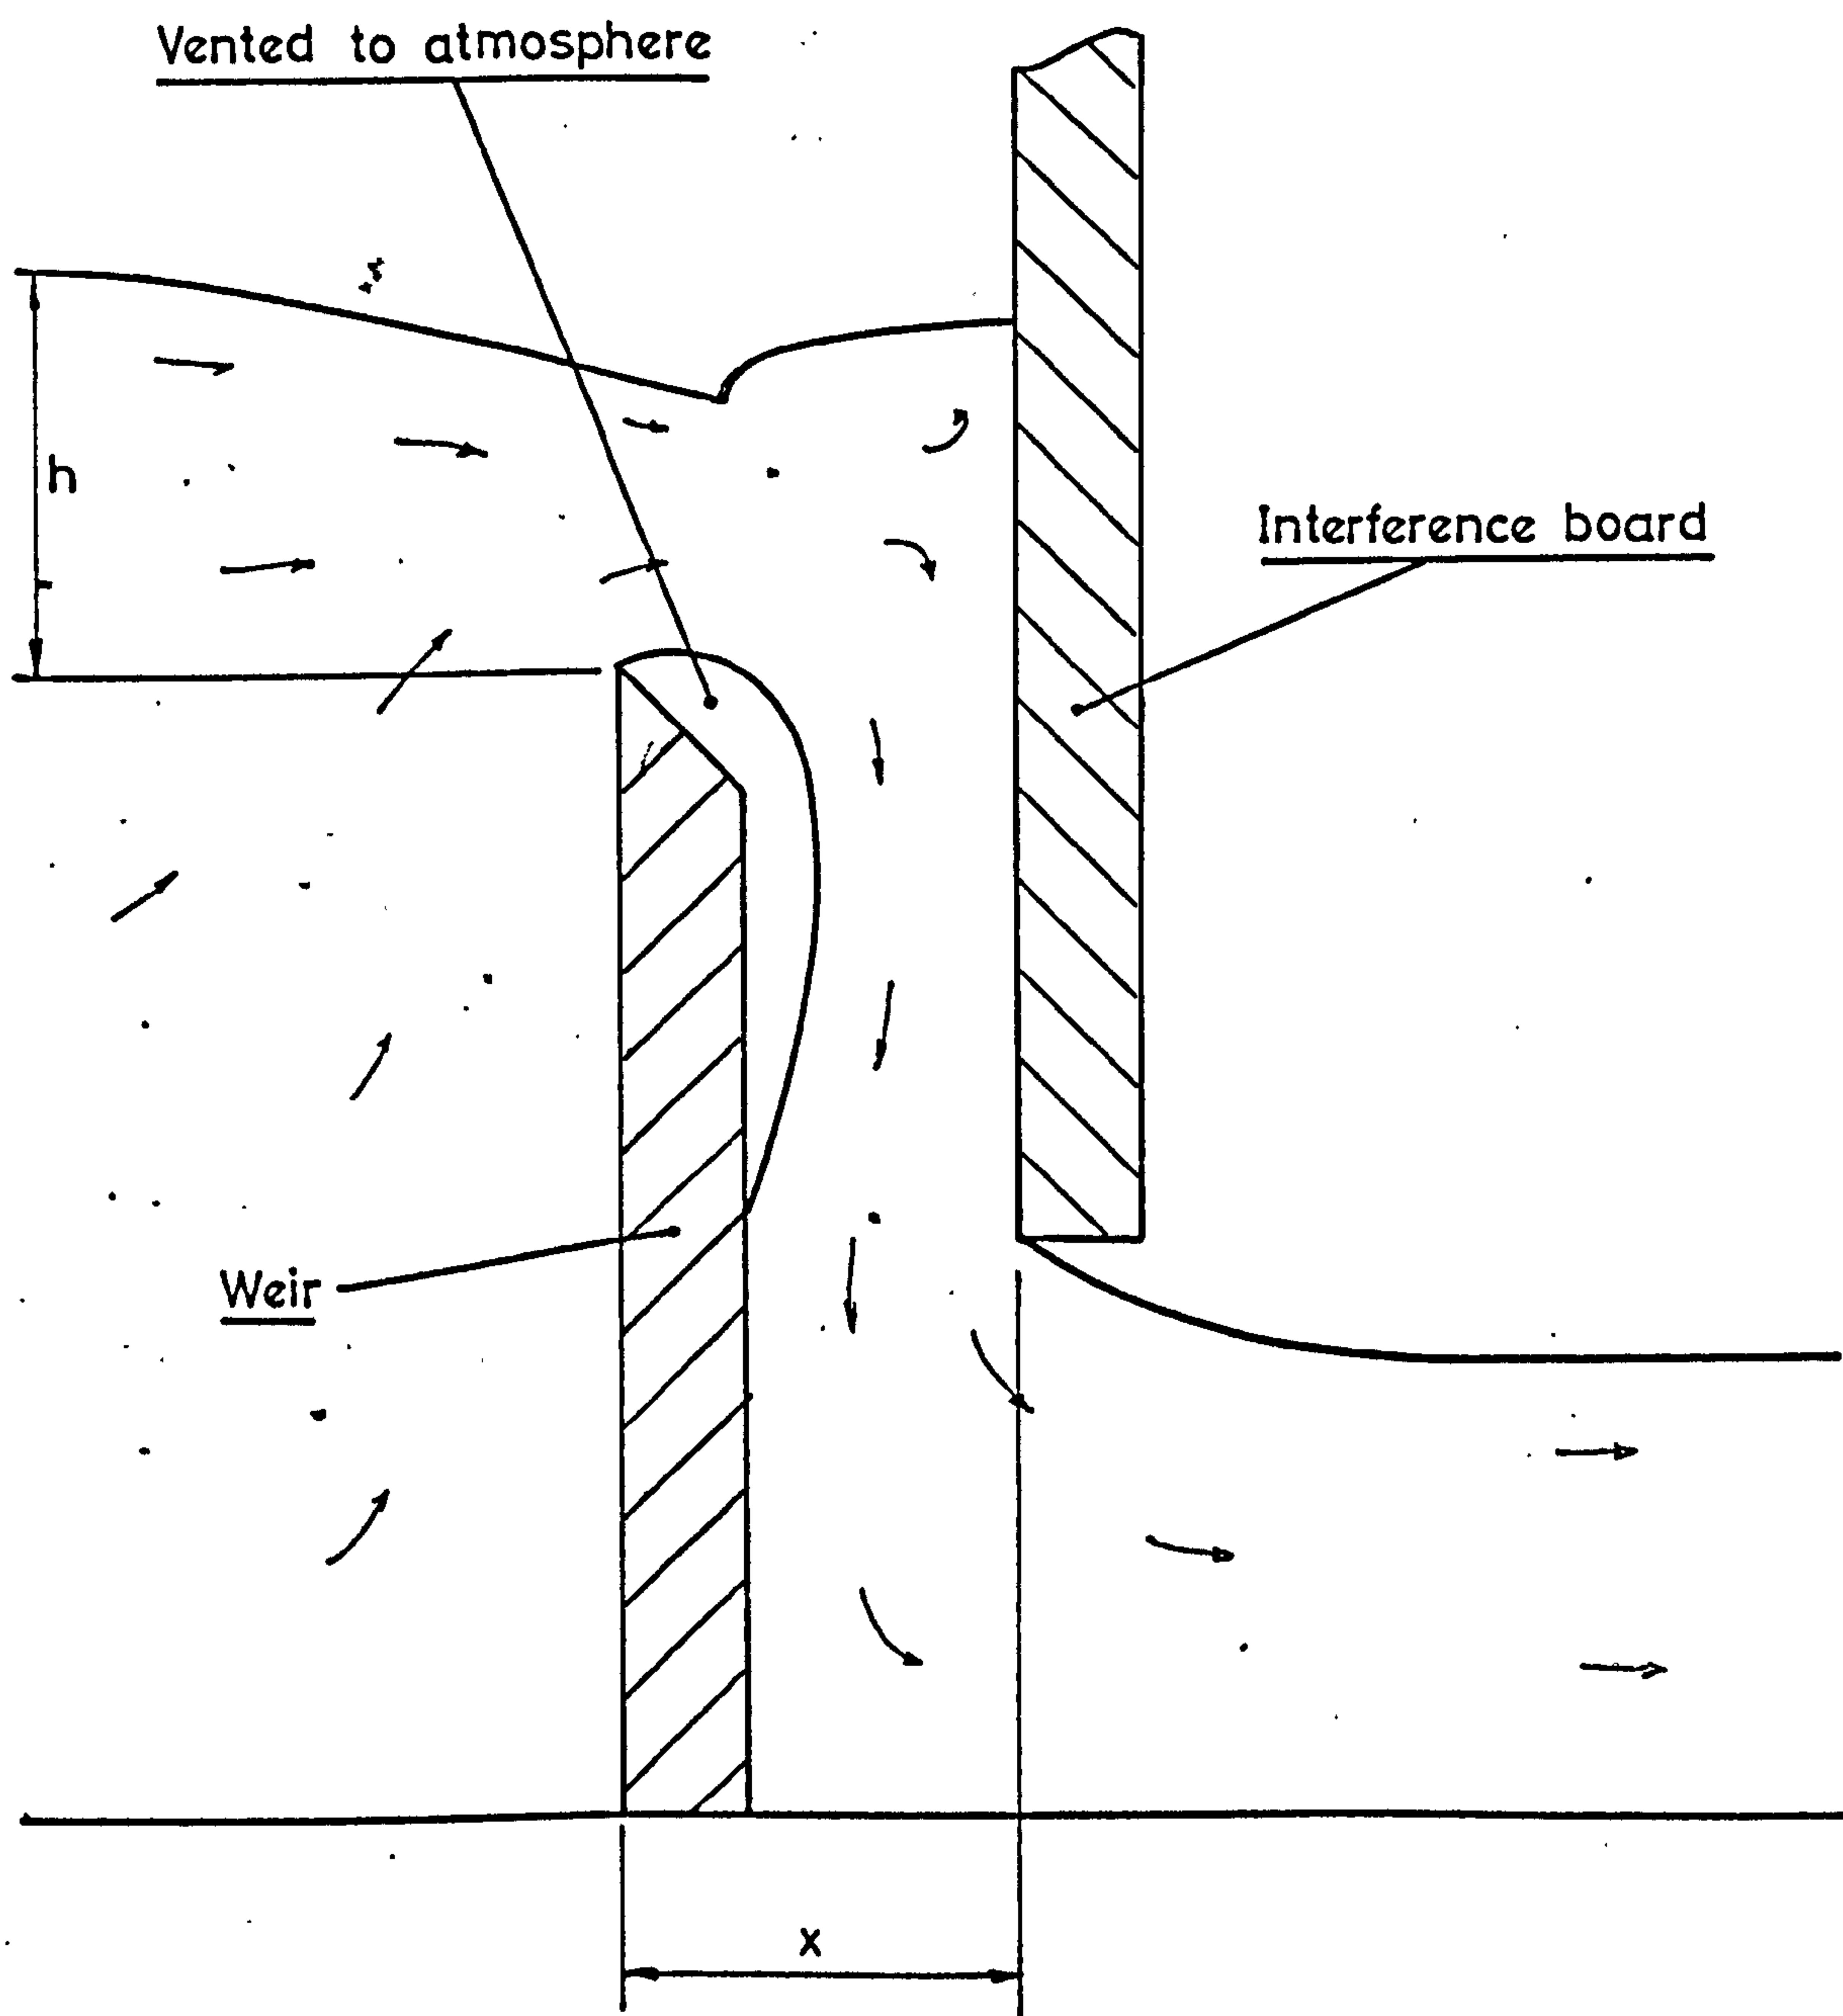 Vented to atmosphere
h
Interference board
Weir
x